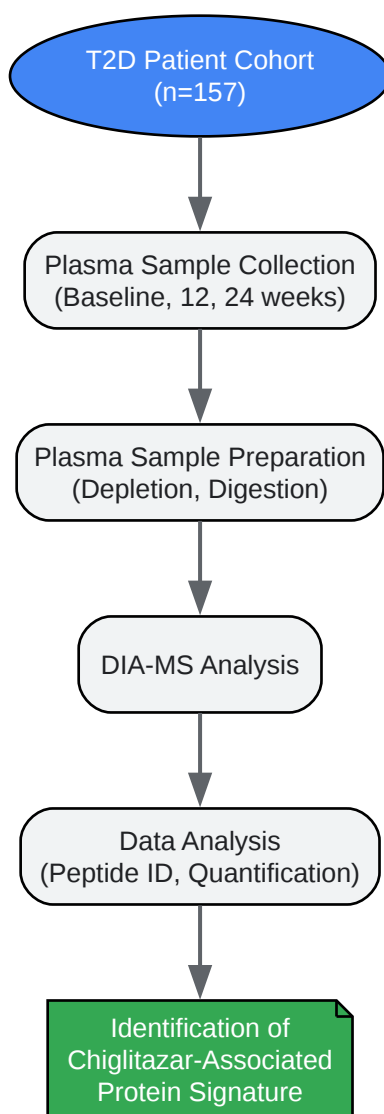 T2D Patient Cohort
(n=157)
Plasma Sample Collection
(Baseline, 12, 24 weeks)
Plasma Sample Preparation
(Depletion, Digestion)
DIA-MS Analysis
Data Analysis
(Peptide ID, Quantification)
Identification of
Chiglitazar-Associated
Protein Signature